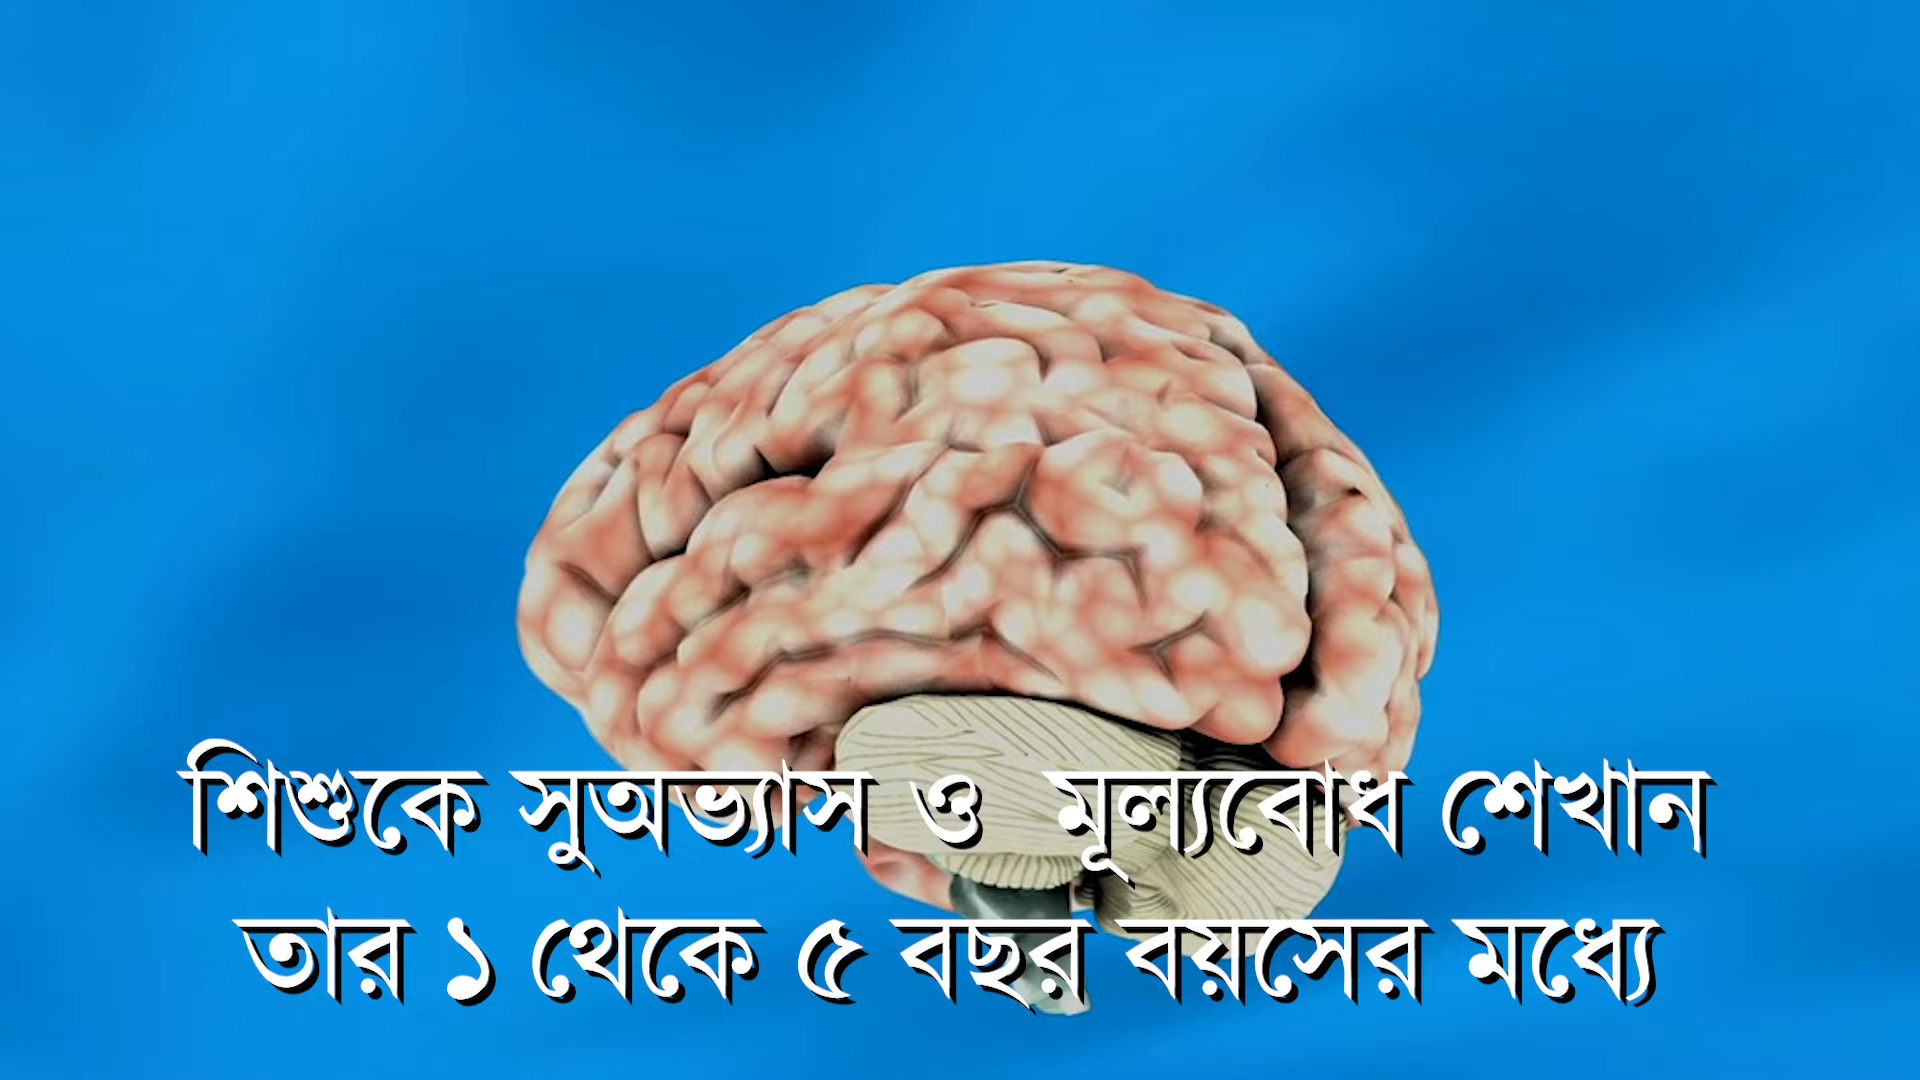 শিশুকে সুঅভ্যাস ও মূল্যবোধ শেখান
তার ১ থেকে ৫ বছর বয়সের মধ্যে